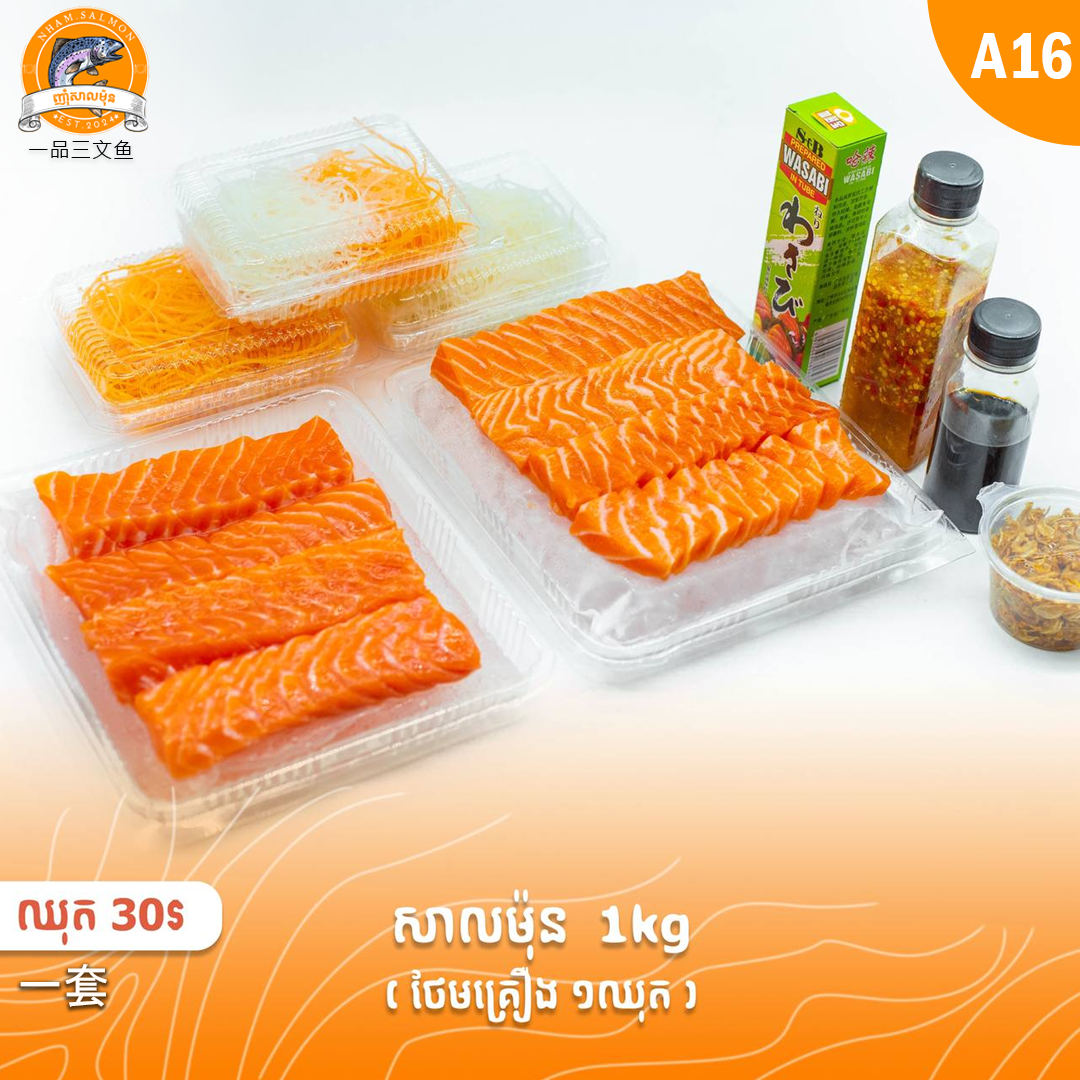 NHAM.SALMON
ញ៉ាំសាលម៉ុន
EST.2024
一品三文鱼
A16
S&B
PREPARED
WASABI
IN TUBE
ねり
わさび
WASABI
ឈុត 30$
一套
សាលម៉ុន 1kg
( ថែមគ្រឿង ១ឈុត )